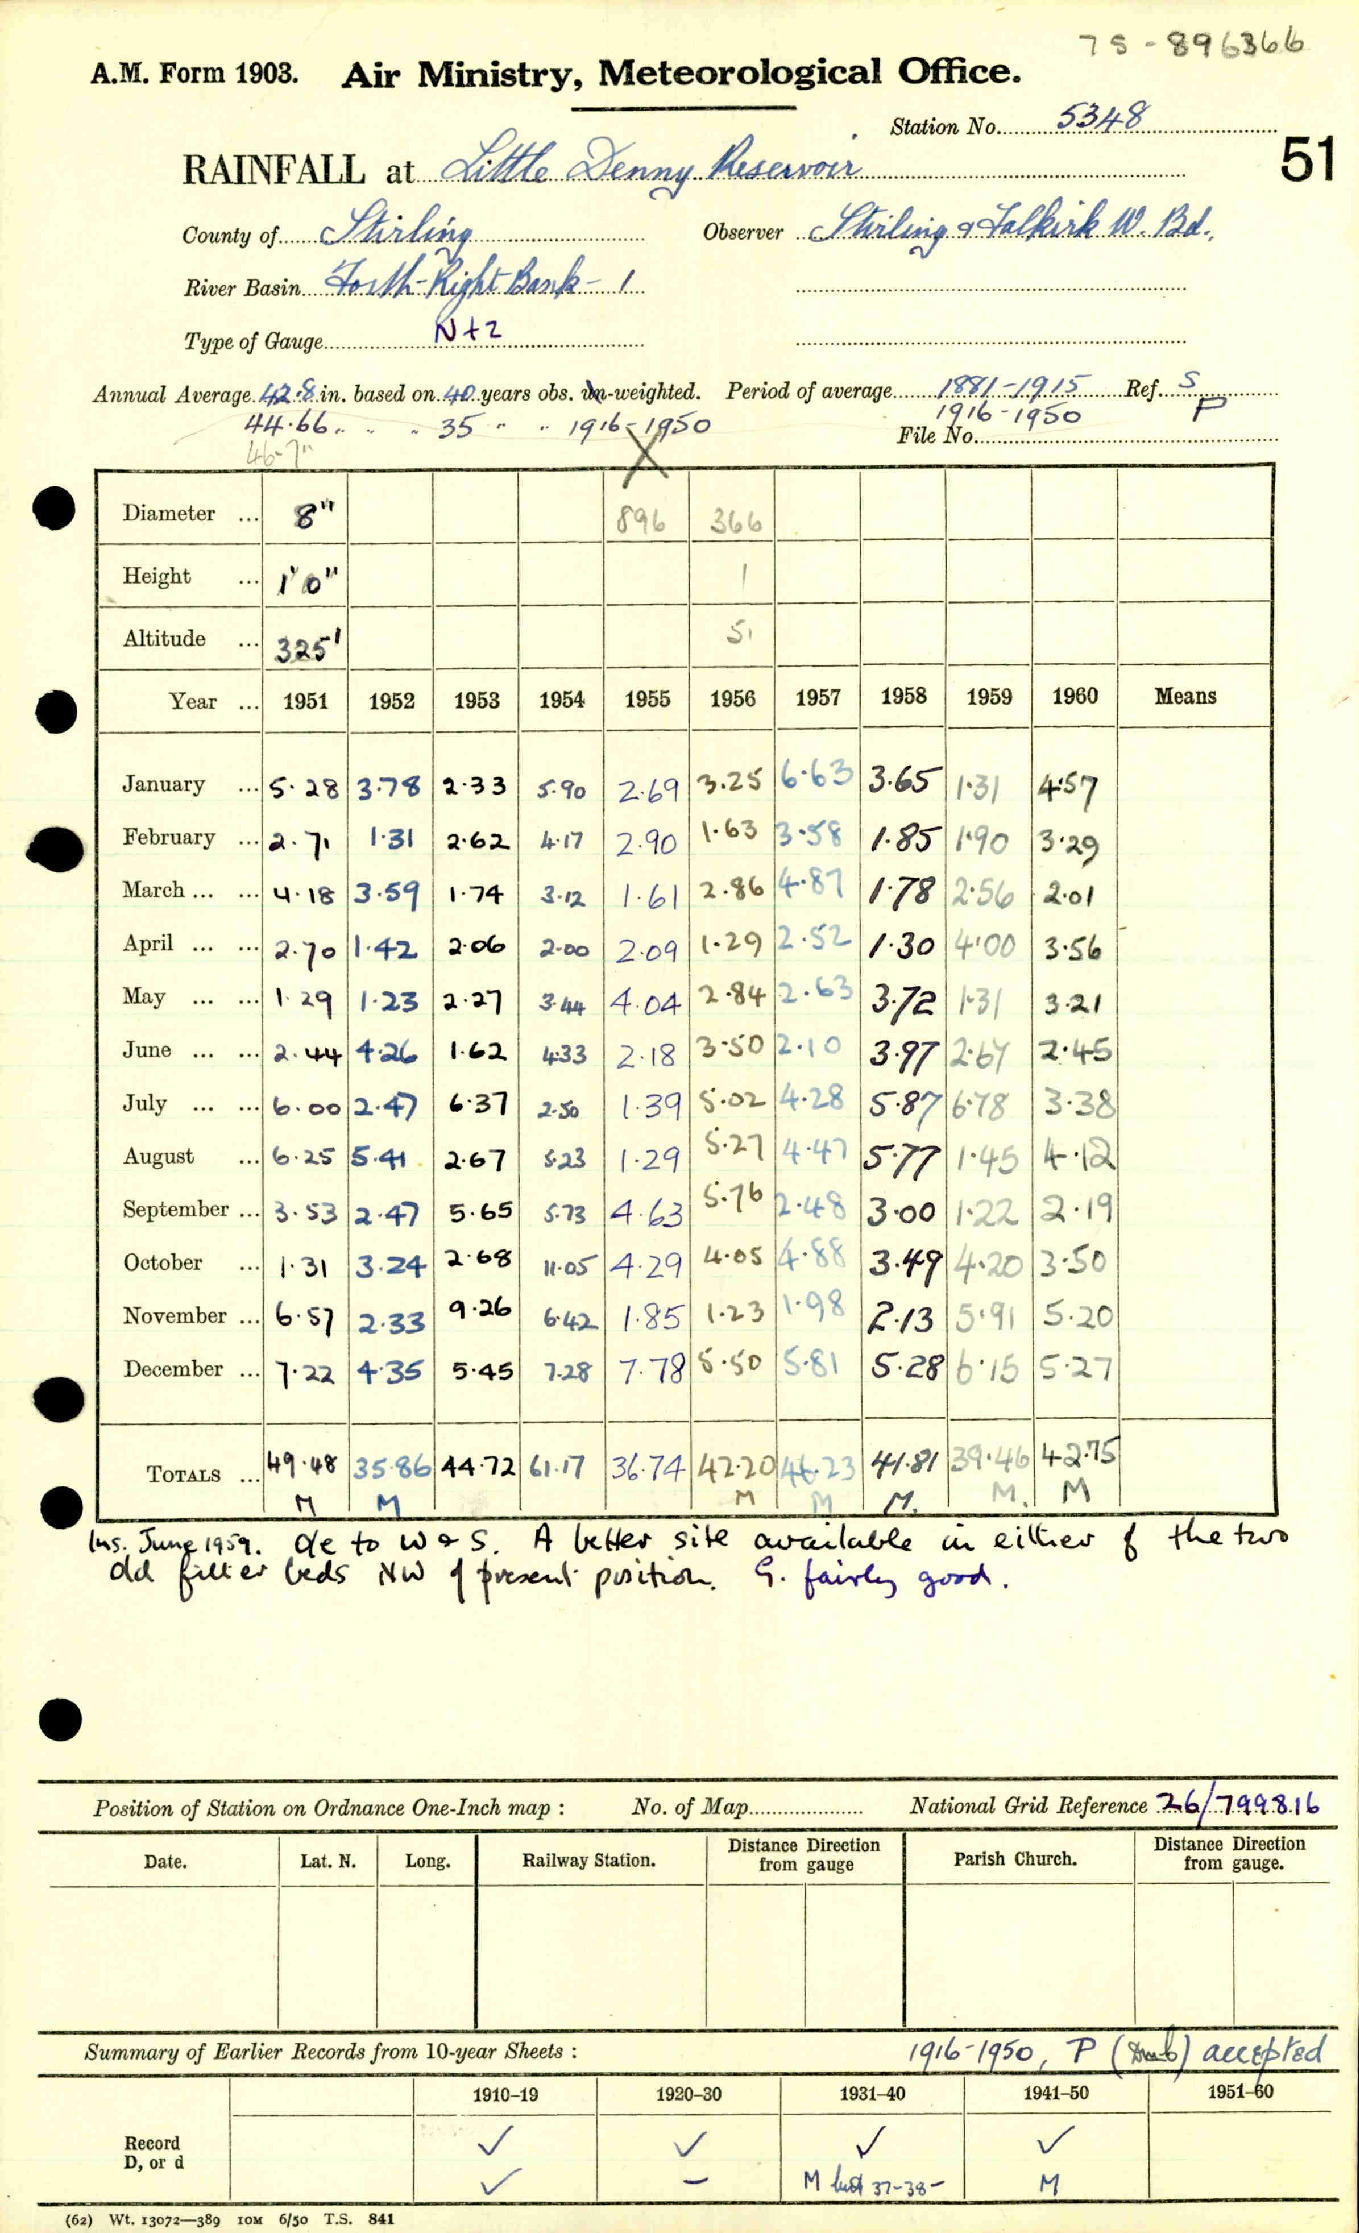 7S-896366
A.M. Form 1903. Air Ministry, Meteorological Office.
Station No. 5348
51
RAINFALL at Little Denny Reservoir
County of Stirling Observer Stirling & Falkirk W. Bd.
River Basin Forth-Right Bank-1
Type of Gauge N+2
Annual Average 42.8 in. based on 40 years obs. un-weighted. Period of average 1881-1915 Ref. S
44.66 " " " 35 " " 1916-1950 1916-1950 P
File No.
46-7"
Diameter ... 8" 896 366
Height ... 1'0" 1
Altitude ... 325' 51
Year ... 1951 1952 1953 1954 1955 1956 1957 1958 1959 1960 Means
January ... 5.28 3.78 2.33 5.90 2.69 3.25 6.63 3.65 1.31 4.57
February ... 2.71 1.31 2.62 4.17 2.90 1.63 3.58 1.85 1.90 3.29
March ... ... 4.18 3.59 1.74 3.12 1.61 2.86 4.87 1.78 2.56 2.01
April ... ... 2.70 1.42 2.06 2.00 2.09 1.29 2.52 1.30 4.00 3.56
May ... ... 1.29 1.23 2.27 3.44 4.04 2.84 2.63 3.72 1.31 3.21
June ... ... 2.44 4.26 1.62 4.33 2.18 3.50 2.10 3.97 2.67 2.45
July ... ... 6.00 2.47 6.37 2.50 1.39 5.02 4.28 5.87 6.78 3.38
August ... 6.25 5.41 2.67 5.23 1.29 5.27 4.47 5.77 1.45 4.12
September ... 3.53 2.47 5.65 5.73 4.63 5.76 2.48 3.00 1.22 2.19
October ... 1.31 3.24 2.68 11.05 4.29 4.05 4.88 3.49 4.20 3.50
November ... 6.57 2.33 9.26 6.42 1.85 1.23 1.98 2.13 5.91 5.20
December ... 7.22 4.35 5.45 7.28 7.78 5.50 5.81 5.28 6.15 5.27
TOTALS ... 49.48 35.86 44.72 61.17 36.74 42.20 46.23 41.81 39.46 42.75
M M M M M. M. M
Ins. June 1959. o/e to W & S. A better site available in either of the two
old filter beds NW of present position. G. fairly good.
Position of Station on Ordnance One-Inch map : No. of Map National Grid Reference 26/799816
Date. Lat. N. Long. Railway Station. Distance Direction from gauge Parish Church. Distance Direction from gauge.
Summary of Earlier Records from 10-year Sheets : 1916-1950, P () accepted
1910-19 1920-30 1931-40 1941-50 1951-60
Record ✓ ✓ ✓ ✓
D, or d ✓ – M but 37-38- M
(62) Wt. 13072—389 10M 6/50 T.S. 841